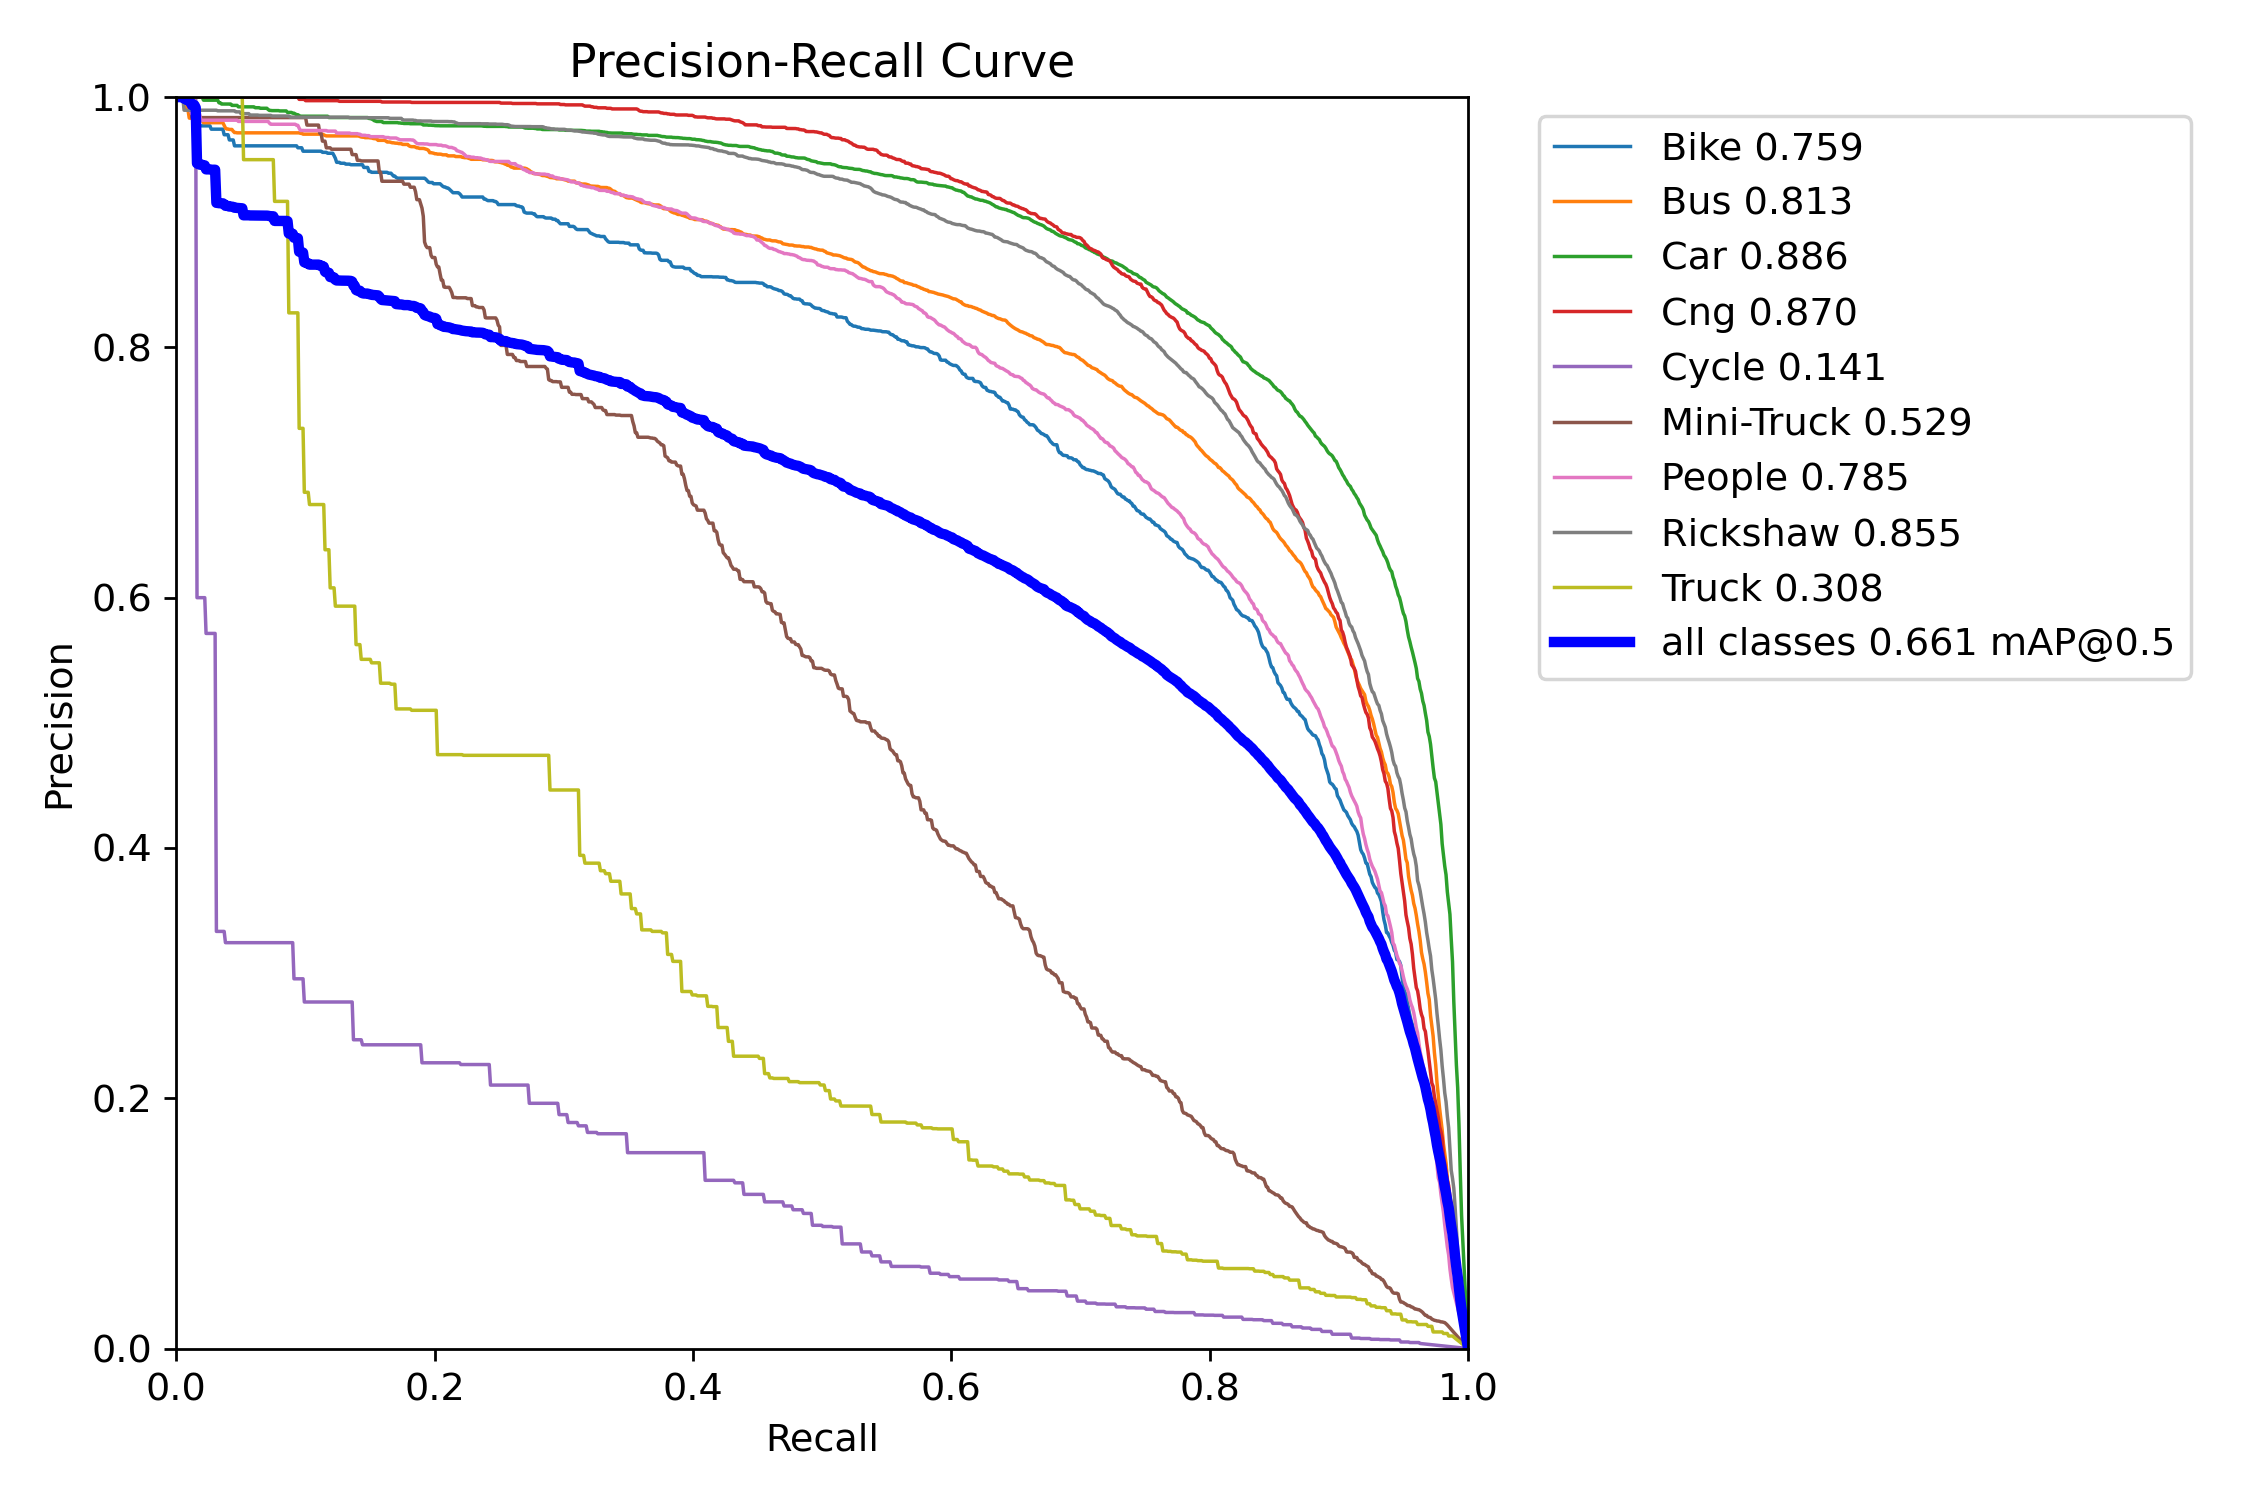 Precision-Recall Curve
1.0
0.8
0.6
0.4
0.2
0.0
Precision
0.0 0.2 0.4 0.6 0.8 1.0
Recall
Bike 0.759
Bus 0.813
Car 0.886
Cng 0.870
Cycle 0.141
Mini-Truck 0.529
People 0.785
Rickshaw 0.855
Truck 0.308
all classes 0.661 mAP@0.5